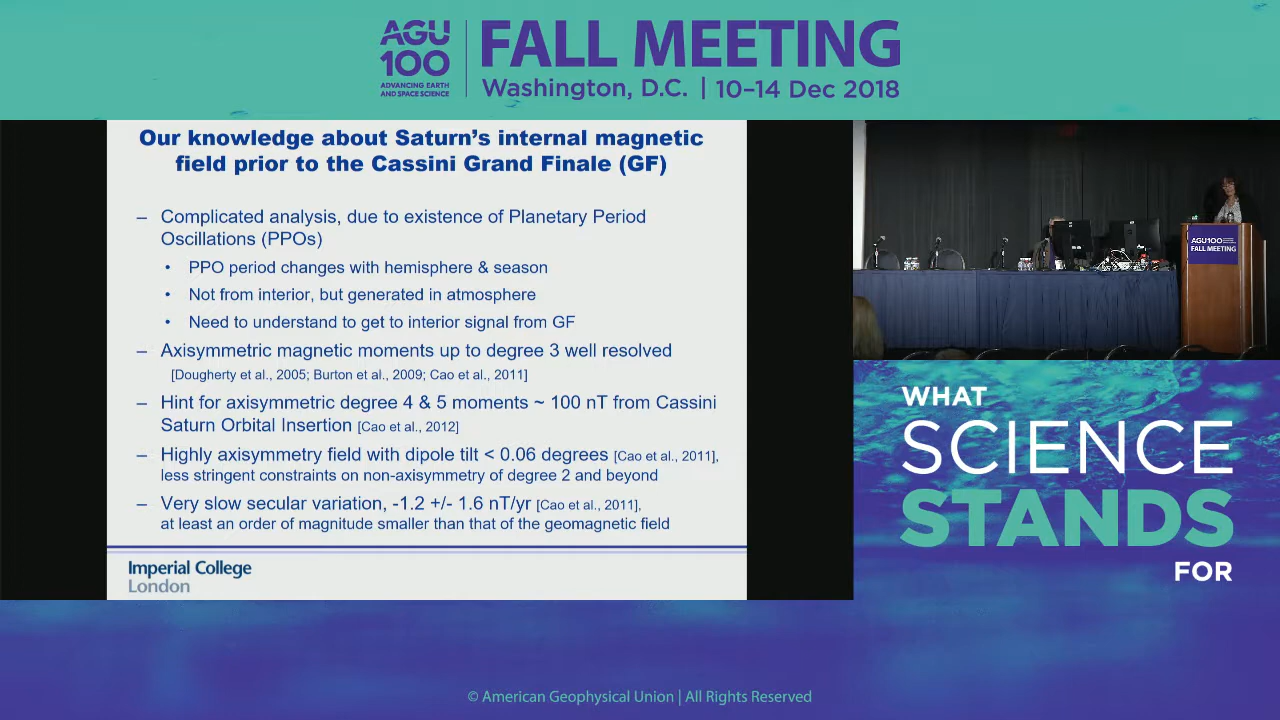 AGU
100
ADVANCING EARTH
AND SPACE SCIENCE
FALL MEETING
Washington, D.C. | 10–14 Dec 2018
Our knowledge about Saturn's internal magnetic
field prior to the Cassini Grand Finale (GF)
– Complicated analysis, due to existence of Planetary Period
Oscillations (PPOs)
• PPO period changes with hemisphere & season
• Not from interior, but generated in atmosphere
• Need to understand to get to interior signal from GF
– Axisymmetric magnetic moments up to degree 3 well resolved
[Dougherty et al., 2005; Burton et al., 2009; Cao et al., 2011]
– Hint for axisymmetric degree 4 & 5 moments ~ 100 nT from Cassini
Saturn Orbital Insertion [Cao et al., 2012]
– Highly axisymmetry field with dipole tilt < 0.06 degrees [Cao et al., 2011],
less stringent constraints on non-axisymmetry of degree 2 and beyond
– Very slow secular variation, -1.2 +/- 1.6 nT/yr [Cao et al., 2011],
at least an order of magnitude smaller than that of the geomagnetic field
Imperial College
London
AGU100
FALL MEETING
WHAT
SCIENCE
STANDS
FOR
© American Geophysical Union | All Rights Reserved